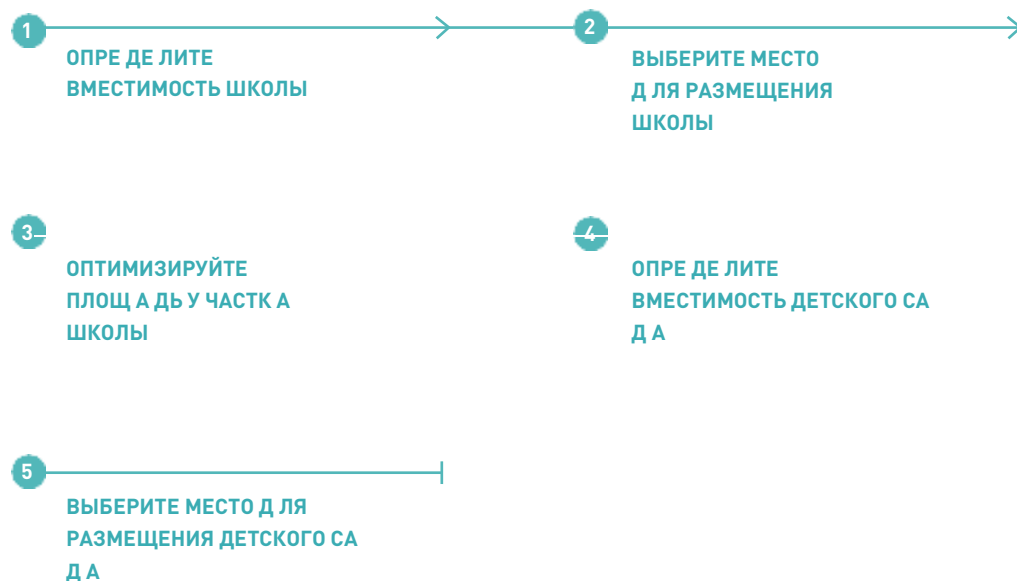 1
ОПРЕ ДЕ ЛИТЕ
ВМЕСТИМОСТЬ ШКОЛЫ
2
ВЫБЕРИТЕ МЕСТО
Д ЛЯ РАЗМЕЩЕНИЯ
ШКОЛЫ
3
ОПТИМИЗИРУЙТЕ
ПЛОЩ А ДЬ У ЧАСТК А
ШКОЛЫ
4
ОПРЕ ДЕ ЛИТЕ
ВМЕСТИМОСТЬ ДЕТСКОГО СА
Д А
5
ВЫБЕРИТЕ МЕСТО Д ЛЯ
РАЗМЕЩЕНИЯ ДЕТСКОГО СА
Д А